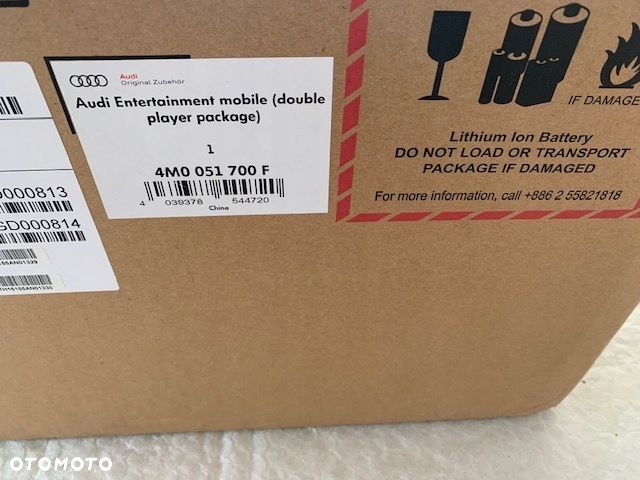 Audi
Original Zubehör
Audi Entertainment mobile (double
player package)
1
4M0 051 700 F
4 039378 544720
China
000813
SD000814
IF DAMAGED
Lithium Ion Battery
DO NOT LOAD OR TRANSPORT
PACKAGE IF DAMAGED
For more information, call +886 2 55821818
OTOMOTO